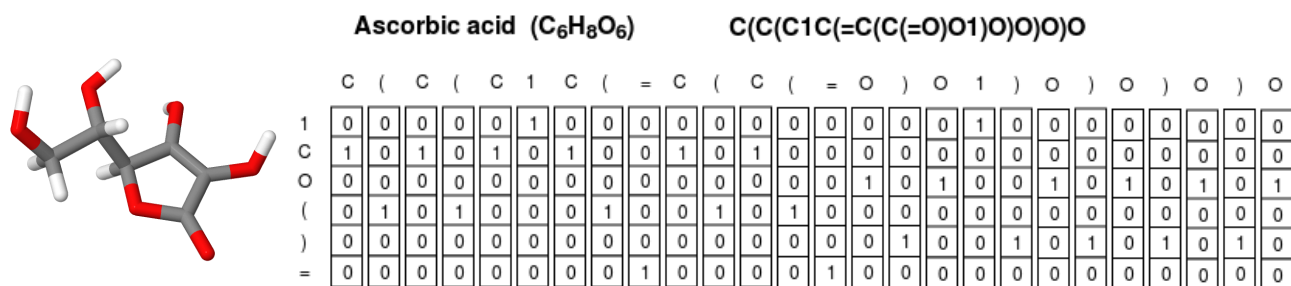 Ascorbic acid (C6H8O6) C(C(C1C(=C(C(=O)O1)O)O)O)O
C ( C ( C 1 C ( = C ( C ( = O ) O 1 ) O ) O ) O ) O
1 0 0 0 0 0 1 0 0 0 0 0 0 0 0 0 0 0 1 0 0 0 0 0 0 0 0
C 1 0 1 0 1 0 1 0 0 1 0 1 0 0 0 0 0 0 0 0 0 0 0 0 0 0
O 0 0 0 0 0 0 0 0 0 0 0 0 0 0 1 0 1 0 0 1 0 1 0 1 0 1
( 0 1 0 1 0 0 0 1 0 0 1 0 1 0 0 0 0 0 0 0 0 0 0 0 0 0
) 0 0 0 0 0 0 0 0 0 0 0 0 0 0 0 1 0 0 1 0 1 0 1 0 1 0
= 0 0 0 0 0 0 0 0 1 0 0 0 0 1 0 0 0 0 0 0 0 0 0 0 0 0